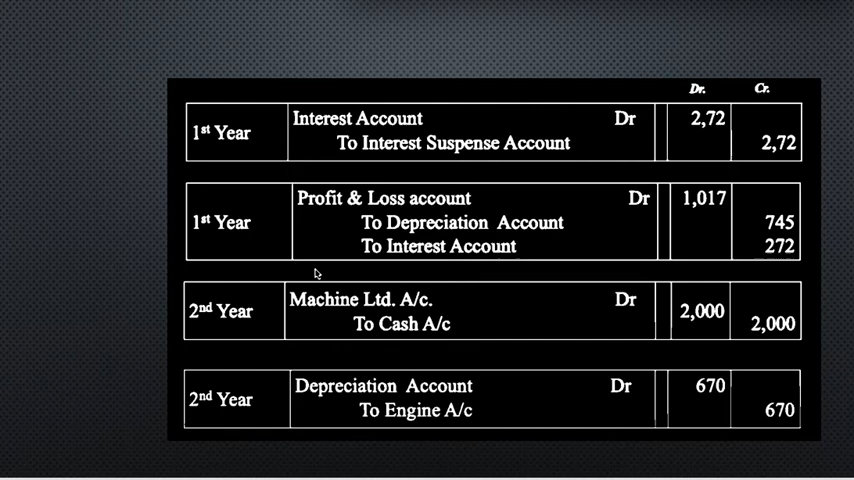 Dr. Cr.
1st Year Interest Account Dr 2,72
To Interest Suspense Account 2,72
1st Year Profit & Loss account Dr 1,017
To Depreciation Account 745
To Interest Account 272
2nd Year Machine Ltd. A/c. Dr 2,000
To Cash A/c 2,000
2nd Year Depreciation Account Dr 670
To Engine A/c 670